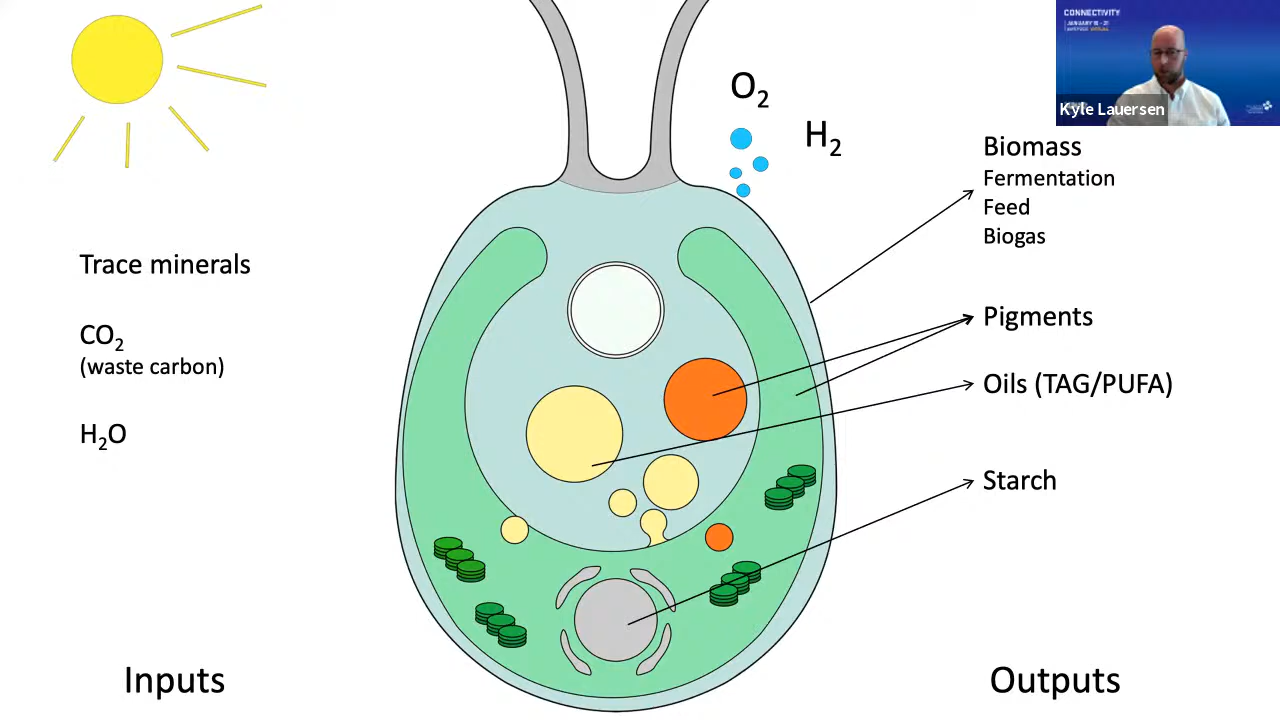 CONNECTIVITY
O2
H2
Kyle Lauersen
Biomass
Fermentation
Feed
Biogas
Trace minerals
Pigments
CO2
(waste carbon)
Oils (TAG/PUFA)
H2O
Starch
Inputs
Outputs